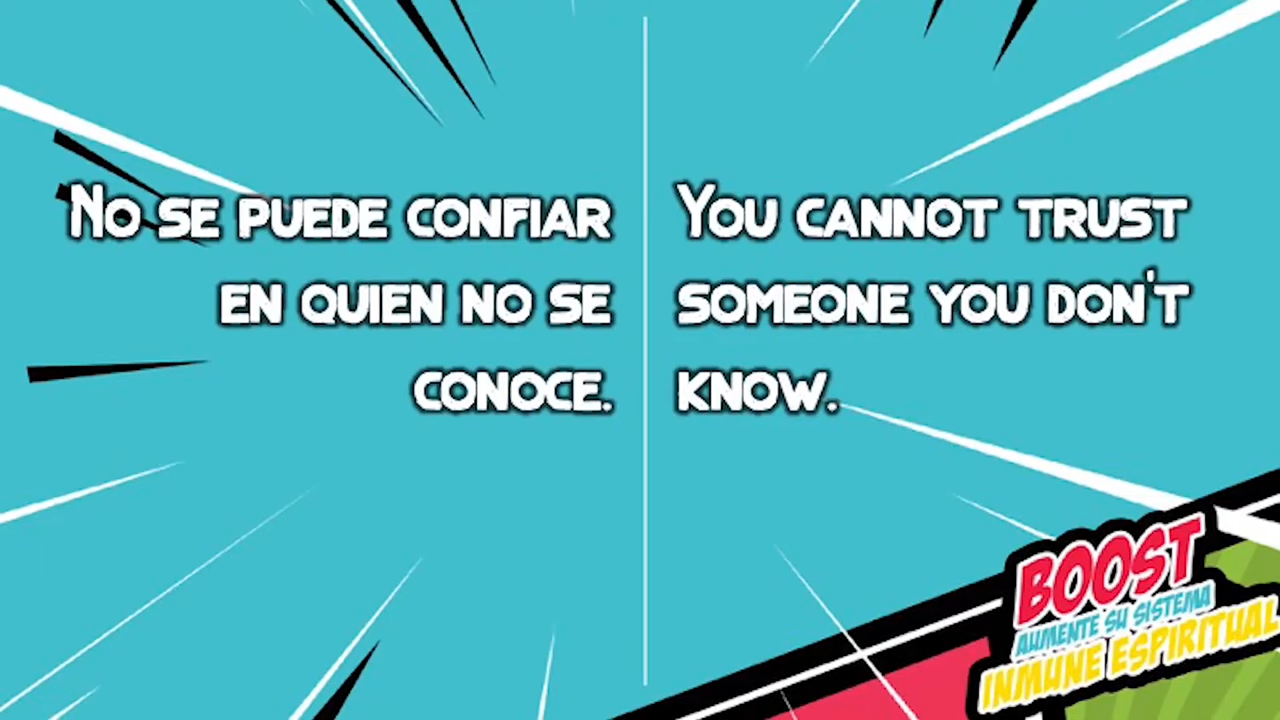 No se puede confiar
en quien no se
conoce.
You cannot trust
someone you don't
know.
BOOST
AUMENTE SU SISTEMA
INMUNE ESPIRITUAL